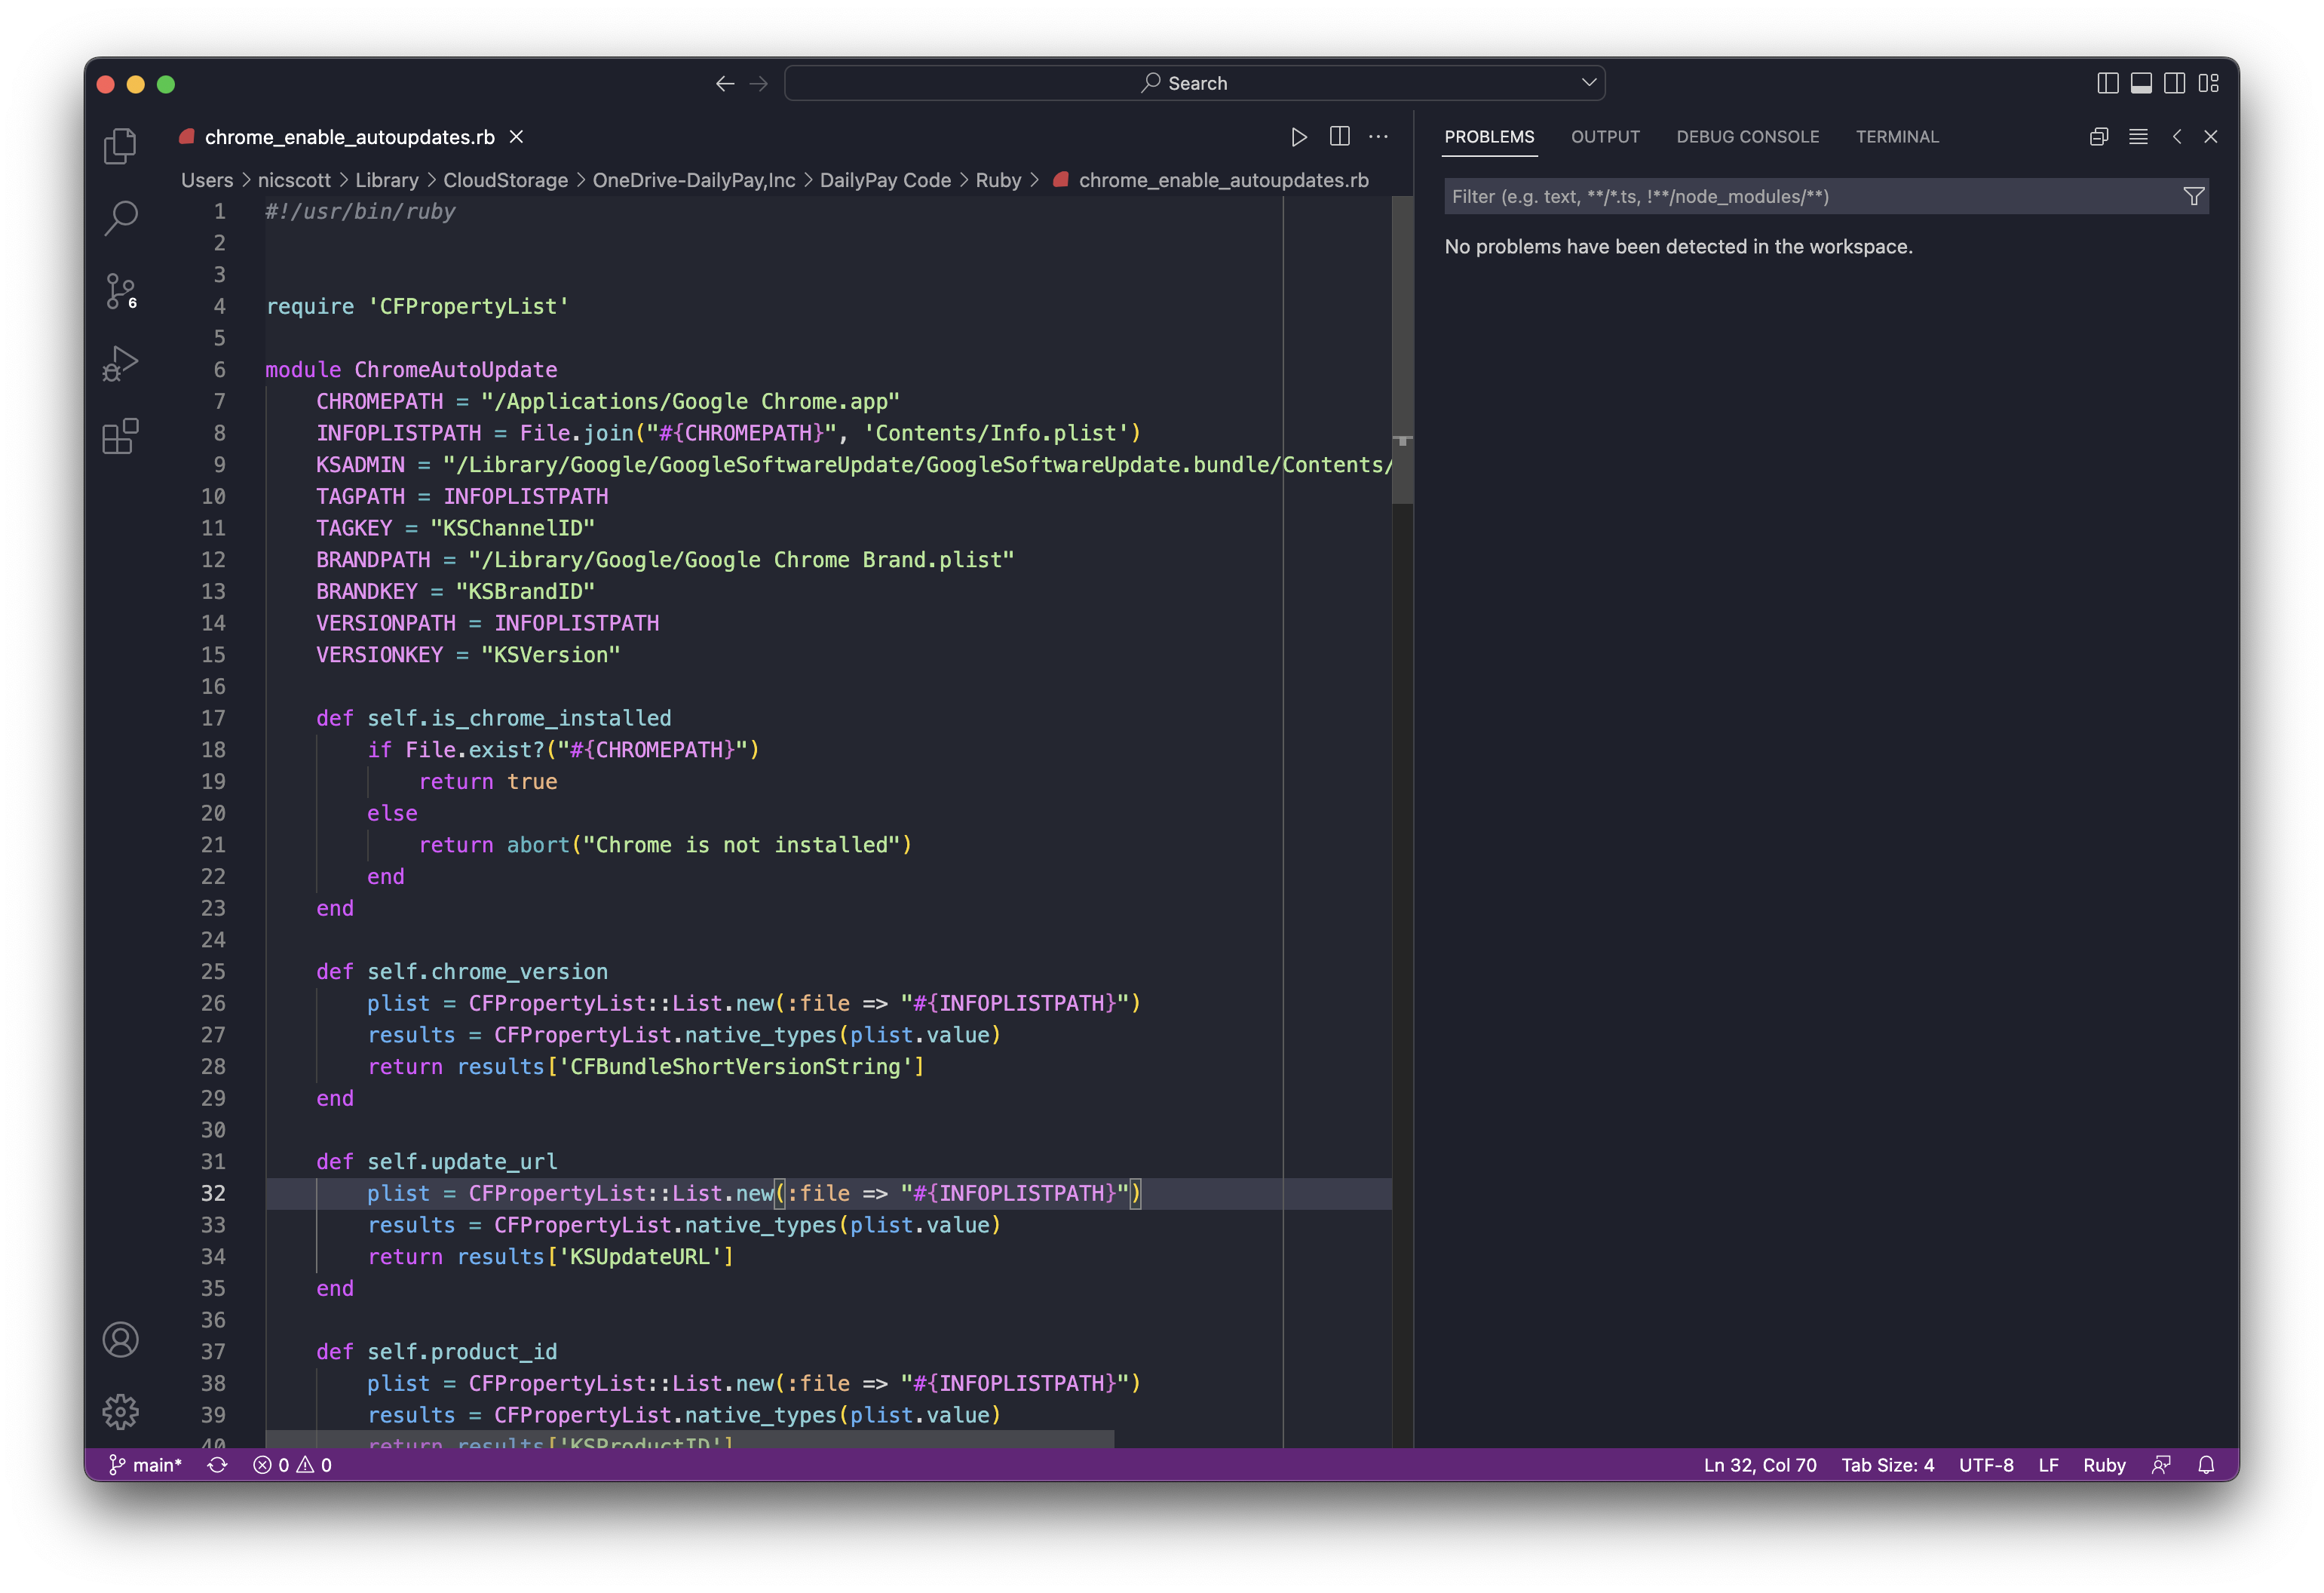 Search
chrome_enable_autoupdates.rb
Users > nicscott > Library > CloudStorage > OneDrive-DailyPay,Inc > DailyPay Code > Ruby > chrome_enable_autoupdates.rb
1 #!/usr/bin/ruby
2
3
4 require 'CFPropertyList'
5
6 module ChromeAutoUpdate
7     CHROMEPATH = "/Applications/Google Chrome.app"
8     INFOPLISTPATH = File.join("#{CHROMEPATH}", 'Contents/Info.plist')
9     KSADMIN = "/Library/Google/GoogleSoftwareUpdate/GoogleSoftwareUpdate.bundle/Contents/
10     TAGPATH = INFOPLISTPATH
11     TAGKEY = "KSChannelID"
12     BRANDPATH = "/Library/Google/Google Chrome Brand.plist"
13     BRANDKEY = "KSBrandID"
14     VERSIONPATH = INFOPLISTPATH
15     VERSIONKEY = "KSVersion"
16
17     def self.is_chrome_installed
18         if File.exist?("#{CHROMEPATH}")
19             return true
20         else
21             return abort("Chrome is not installed")
22         end
23     end
24
25     def self.chrome_version
26         plist = CFPropertyList::List.new(:file => "#{INFOPLISTPATH}")
27         results = CFPropertyList.native_types(plist.value)
28         return results['CFBundleShortVersionString']
29     end
30
31     def self.update_url
32         plist = CFPropertyList::List.new(:file => "#{INFOPLISTPATH}")
33         results = CFPropertyList.native_types(plist.value)
34         return results['KSUpdateURL']
35     end
36
37     def self.product_id
38         plist = CFPropertyList::List.new(:file => "#{INFOPLISTPATH}")
39         results = CFPropertyList.native_types(plist.value)
40         return results['KSProductID']
PROBLEMS OUTPUT DEBUG CONSOLE TERMINAL
Filter (e.g. text, **/*.ts, !**/node_modules/**)
No problems have been detected in the workspace.
6
main* 0 0
Ln 32, Col 70 Tab Size: 4 UTF-8 LF Ruby